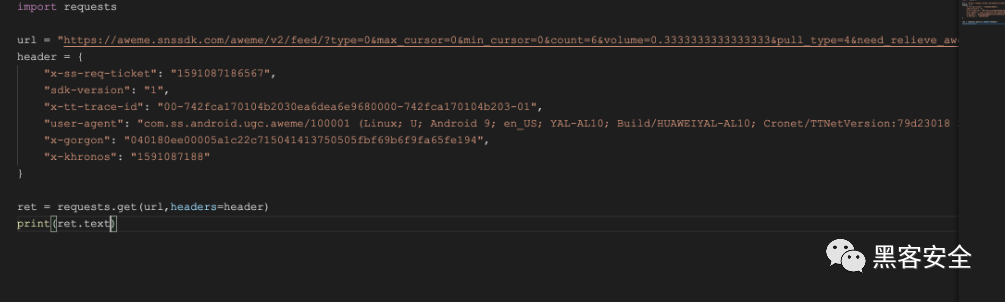 import requests
url = "https://aweme.snssdk.com/aweme/v2/feed/?type=0&max_cursor=0&min_cursor=0&count=6&volume=0.3333333333333333&pull_type=4&need_relieve_awe
header = {
"x-ss-req-ticket": "1591087186567",
"sdk-version": "1",
"x-tt-trace-id": "00-742fca170104b2030ea6dea6e9680000-742fca170104b203-01",
"user-agent": "com.ss.android.ugc.aweme/100001 (Linux; U; Android 9; en_US; YAL-AL10; Build/HUAWEIYAL-AL10; Cronet/TTNetVersion:79d23018
"x-gorgon": "040180ee00005a1c22c715041413750505fbf69b6f9fa65fe194",
"x-khronos": "1591087188"
}
ret = requests.get(url,headers=header)
print(ret.text)
黑客安全